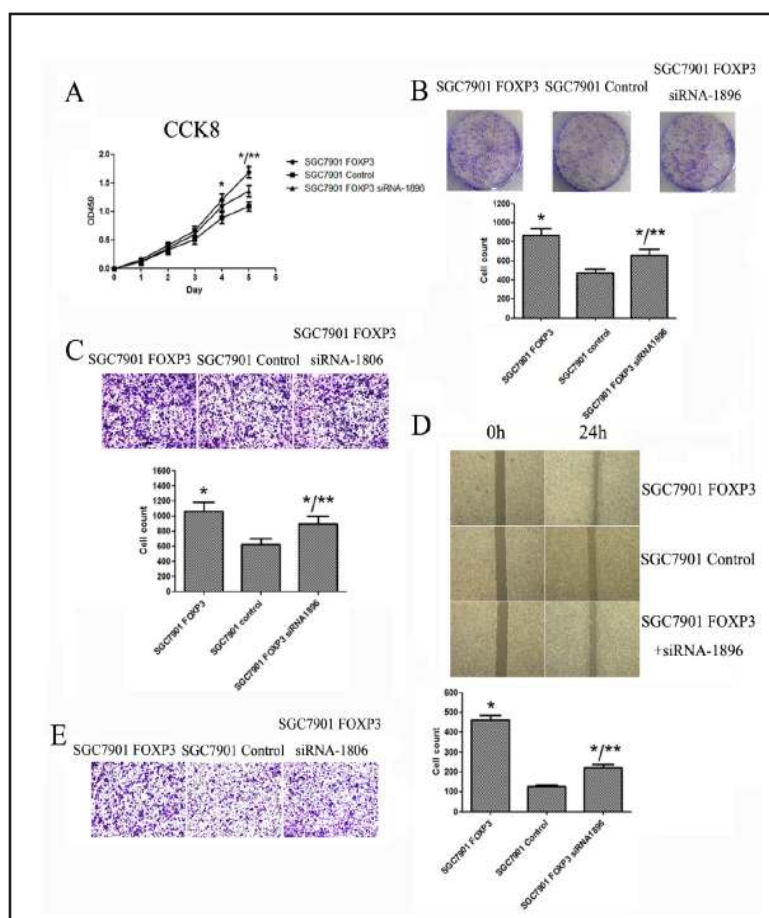 A
CCK8
*/**
*
SGC7901 FOXP3
SGC7901 Control
SGC7901 FOXP3 siRNA-1896
OD450
2.0
1.5
1.0
0.5
0.0
0 1 2 3 4 5 6
Day
B
SGC7901 FOXP3 SGC7901 Control SGC7901 FOXP3
siRNA-1896
Cell count
1200
1000
800
600
400
200
0
* */**
SGC7901 FOXP3
SGC7901 control
SGC7901 FOXP3 siRNA1896
C
SGC7901 FOXP3
SGC7901 FOXP3 SGC7901 Control siRNA-1806
Cell count
1600
1400
1200
1000
800
600
400
200
0
* */**
SGC7901 FOXP3
SGC7901 control
SGC7901 FOXP3 siRNA1896
D
0h 24h
SGC7901 FOXP3
SGC7901 Control
SGC7901 FOXP3
+siRNA-1896
Cell count
600
500
400
300
200
100
0
* */**
SGC7901 FOXP3
SGC7901 Control
SGC7901 FOXP3 siRNA1896
E
SGC7901 FOXP3
SGC7901 FOXP3 SGC7901 Control siRNA-1806